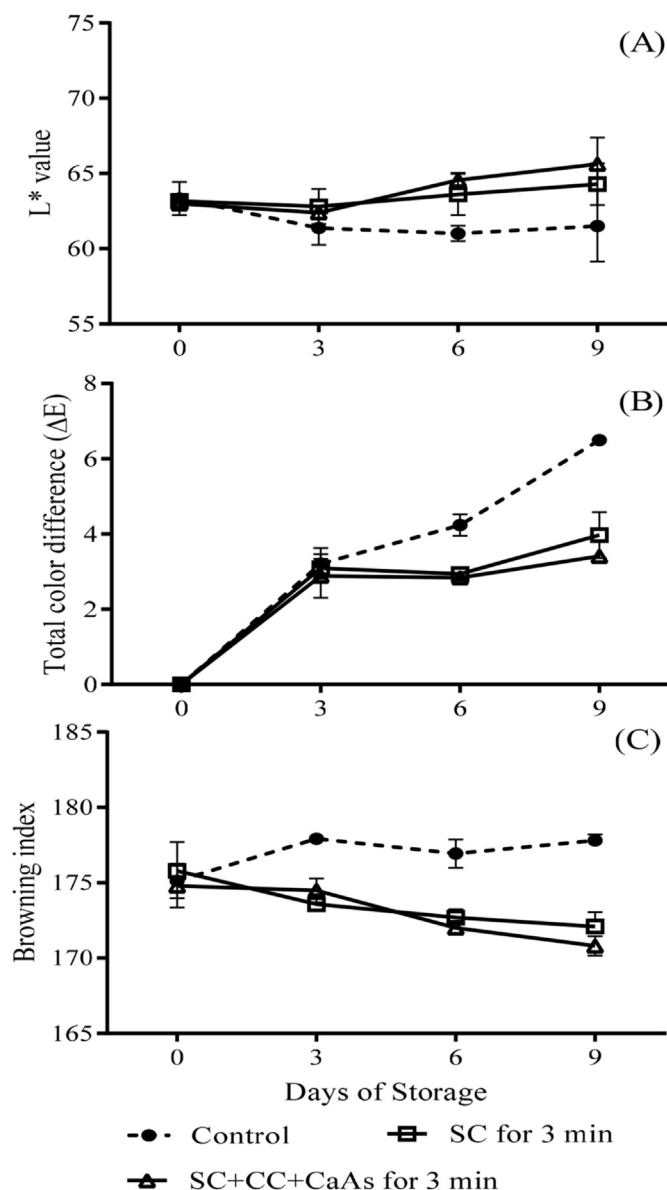 75
(A)
70
L* value
65
60
55
0 3 6 9
8
(B)
Total color difference (ΔE)
6
4
2
0
0 3 6 9
185
(C)
180
Browning index
175
170
165
0 3 6 9
Days of Storage
Control SC for 3 min
SC+CC+CaAs for 3 min